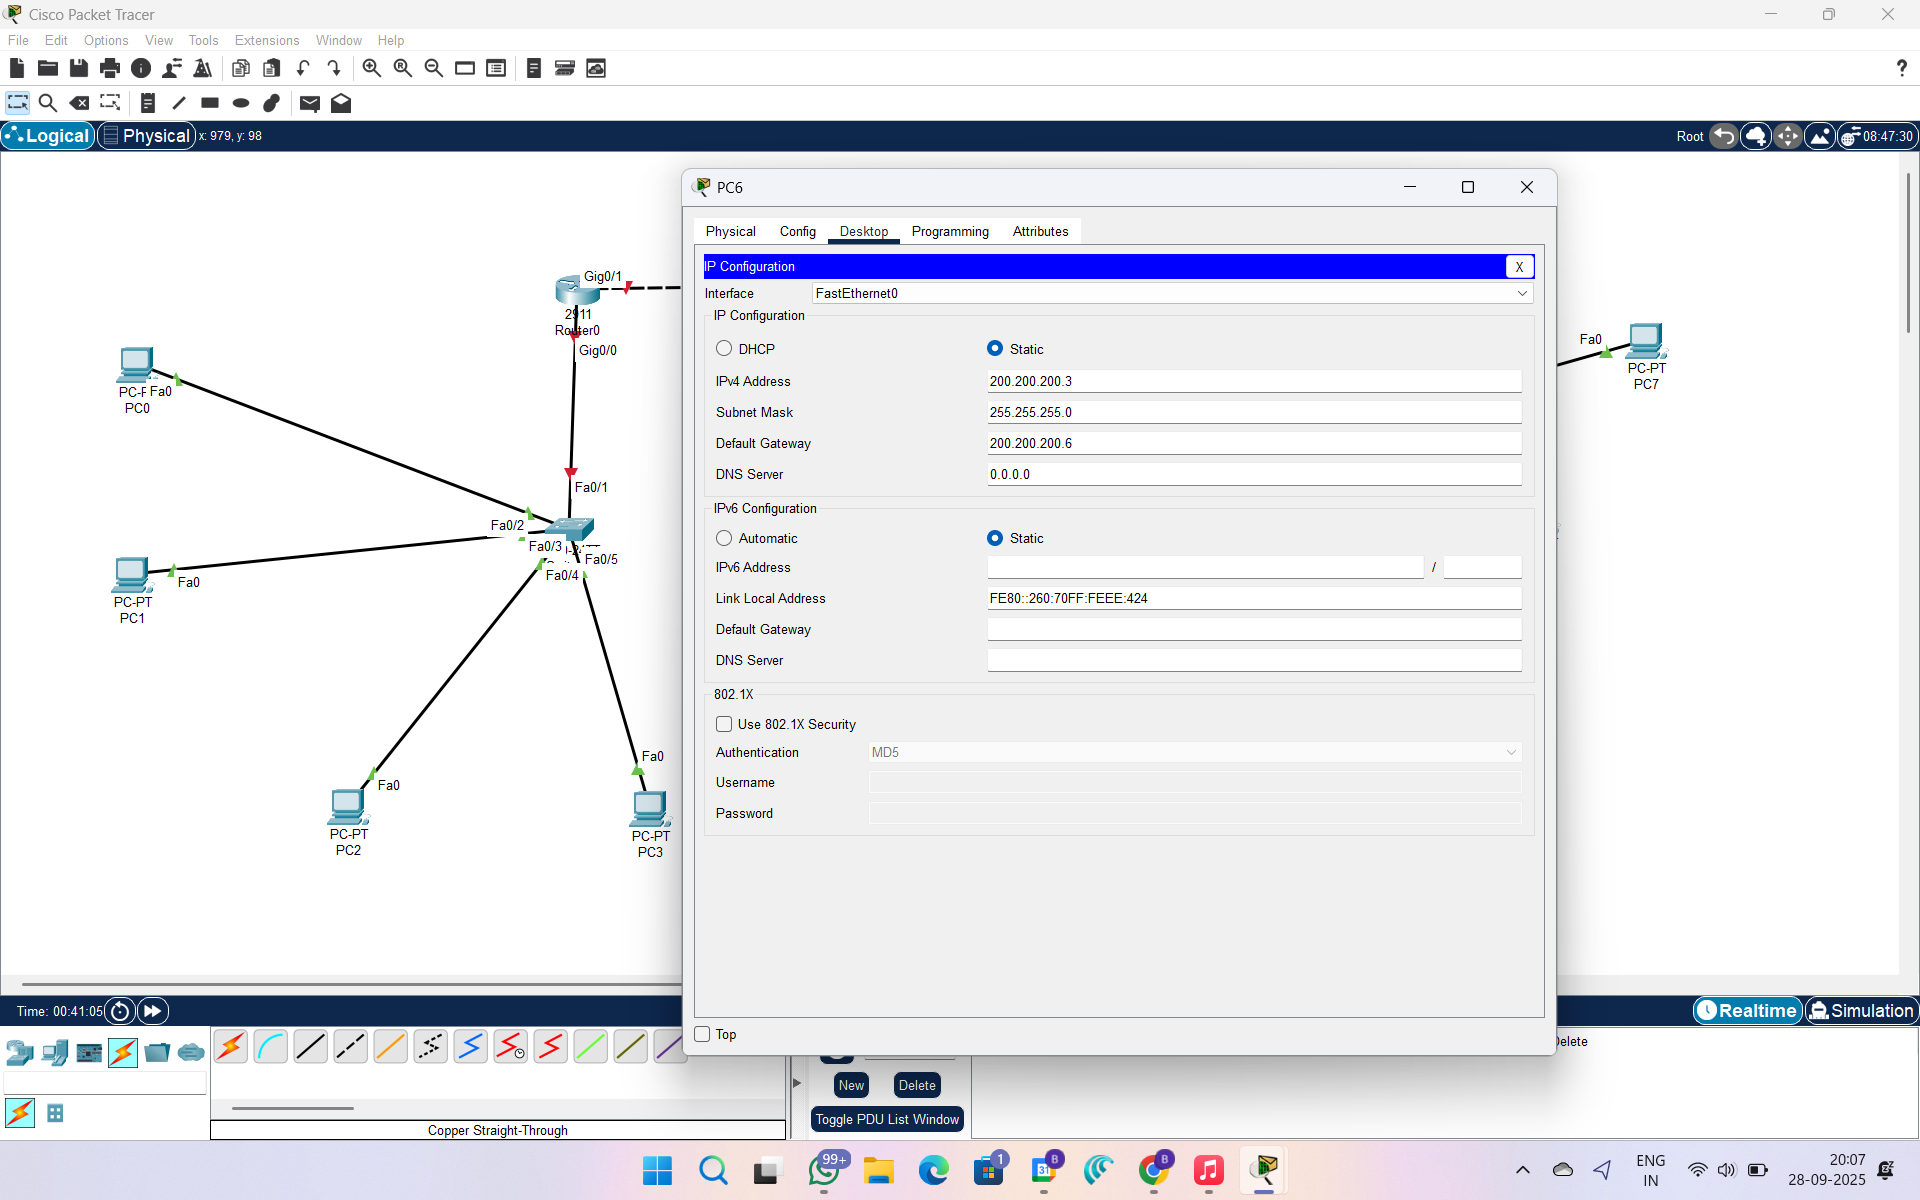 Cisco Packet Tracer
File Edit Options View Tools Extensions Window Help
Logical Physical x: 979, y: 98
Root 08:47:30
PC6
Physical Config Desktop Programming Attributes
IP Configuration X
Interface FastEthernet0
IP Configuration
DHCP Static
IPv4 Address 200.200.200.3
Subnet Mask 255.255.255.0
Default Gateway 200.200.200.6
DNS Server 0.0.0.0
IPv6 Configuration
Automatic Static
IPv6 Address /
Link Local Address FE80::260:70FF:FEEE:424
Default Gateway
DNS Server
802.1X
Use 802.1X Security
Authentication MD5
Username
Password
Top
Gig0/1
2911
Router0
Gig0/0
Fa0
PC0
Fa0/1
Fa0/2
Fa0/3
Fa0/5
Fa0/4
Fa0
PC-PT
PC1
Fa0
PC-PT
PC2
Fa0
PC-PT
PC3
Fa0
PC-PT
PC7
Time: 00:41:05
Realtime Simulation
New Delete
Toggle PDU List Window
Copper Straight-Through
99+
1
31
B
B
ENG
IN
20:07
28-09-2025